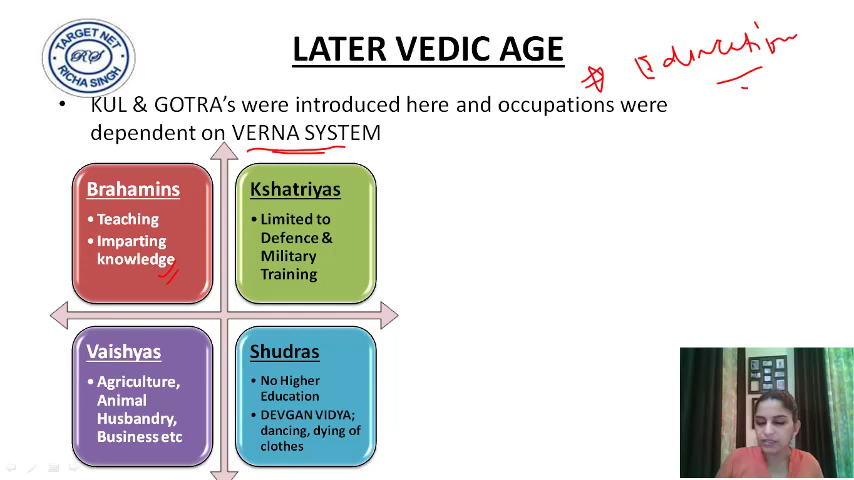 TARGET NET
RS
RICHA SINGH
LATER VEDIC AGE
Education
• KUL & GOTRA's were introduced here and occupations were
dependent on VERNA SYSTEM
Brahamins
• Teaching
• Imparting
knowledge
Kshatriyas
• Limited to
Defence &
Military
Training
Vaishyas
• Agriculture,
Animal
Husbandry,
Business etc
Shudras
• No Higher
Education
• DEVGAN VIDYA;
dancing, dying of
clothes